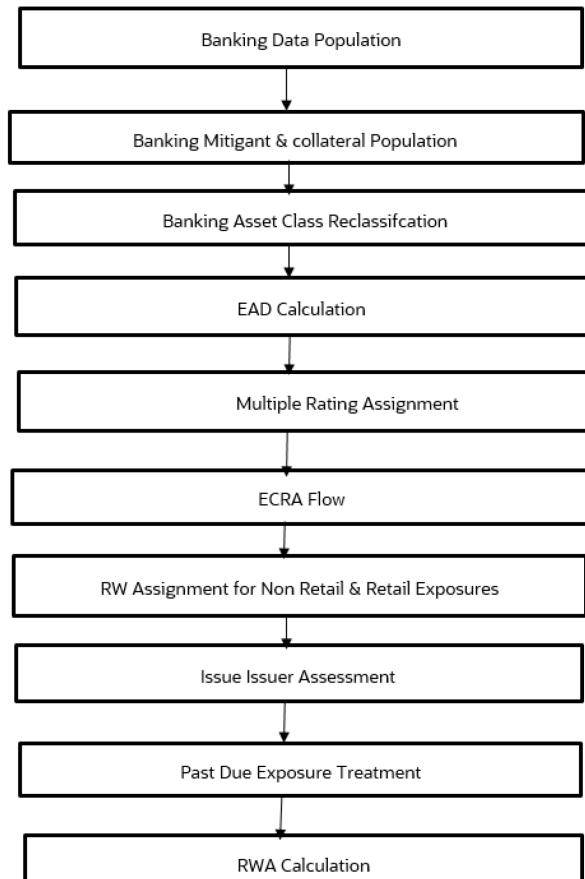 Banking Data Population
Banking Mitigant & collateral Population
Banking Asset Class Reclassifcation
EAD Calculation
Multiple Rating Assignment
ECRA Flow
RW Assignment for Non Retail & Retail Exposures
Issue Issuer Assessment
Past Due Exposure Treatment
RWA Calculation